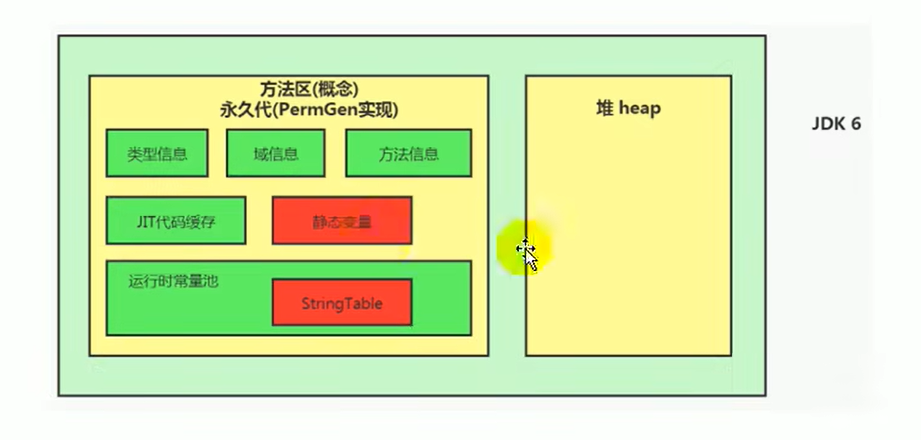 方法区(概念)
永久代(PermGen实现)
类型信息
域信息
方法信息
JIT代码缓存
静态变量
运行时常量池
StringTable
堆 heap
JDK 6